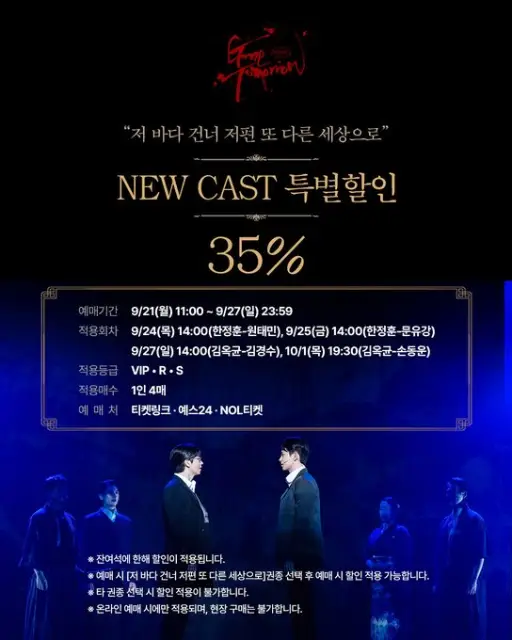 Gone Tomorrow
“저 바다 건너 저편 또 다른 세상으로”
NEW CAST 특별할인
35%
예매기간 9/21(월) 11:00 ~ 9/27(일) 23:59
적용회차 9/24(목) 14:00(한정훈-원태민), 9/25(금) 14:00(한정훈-문유강)
9/27(일) 14:00(김옥균-김경수), 10/1(목) 19:30(김옥균-손동운)
적용등급 VIP • R • S
적용매수 1인 4매
예 매 처 티켓링크 · 예스24 · NOL티켓
※ 잔여석에 한해 할인이 적용됩니다.
※ 예매 시 [저 바다 건너 저편 또 다른 세상으로]권종 선택 후 예매 시 할인 적용 가능합니다.
※ 타 권종 선택 시 할인 적용이 불가합니다.
※ 온라인 예매 시에만 적용되며, 현장 구매는 불가합니다.